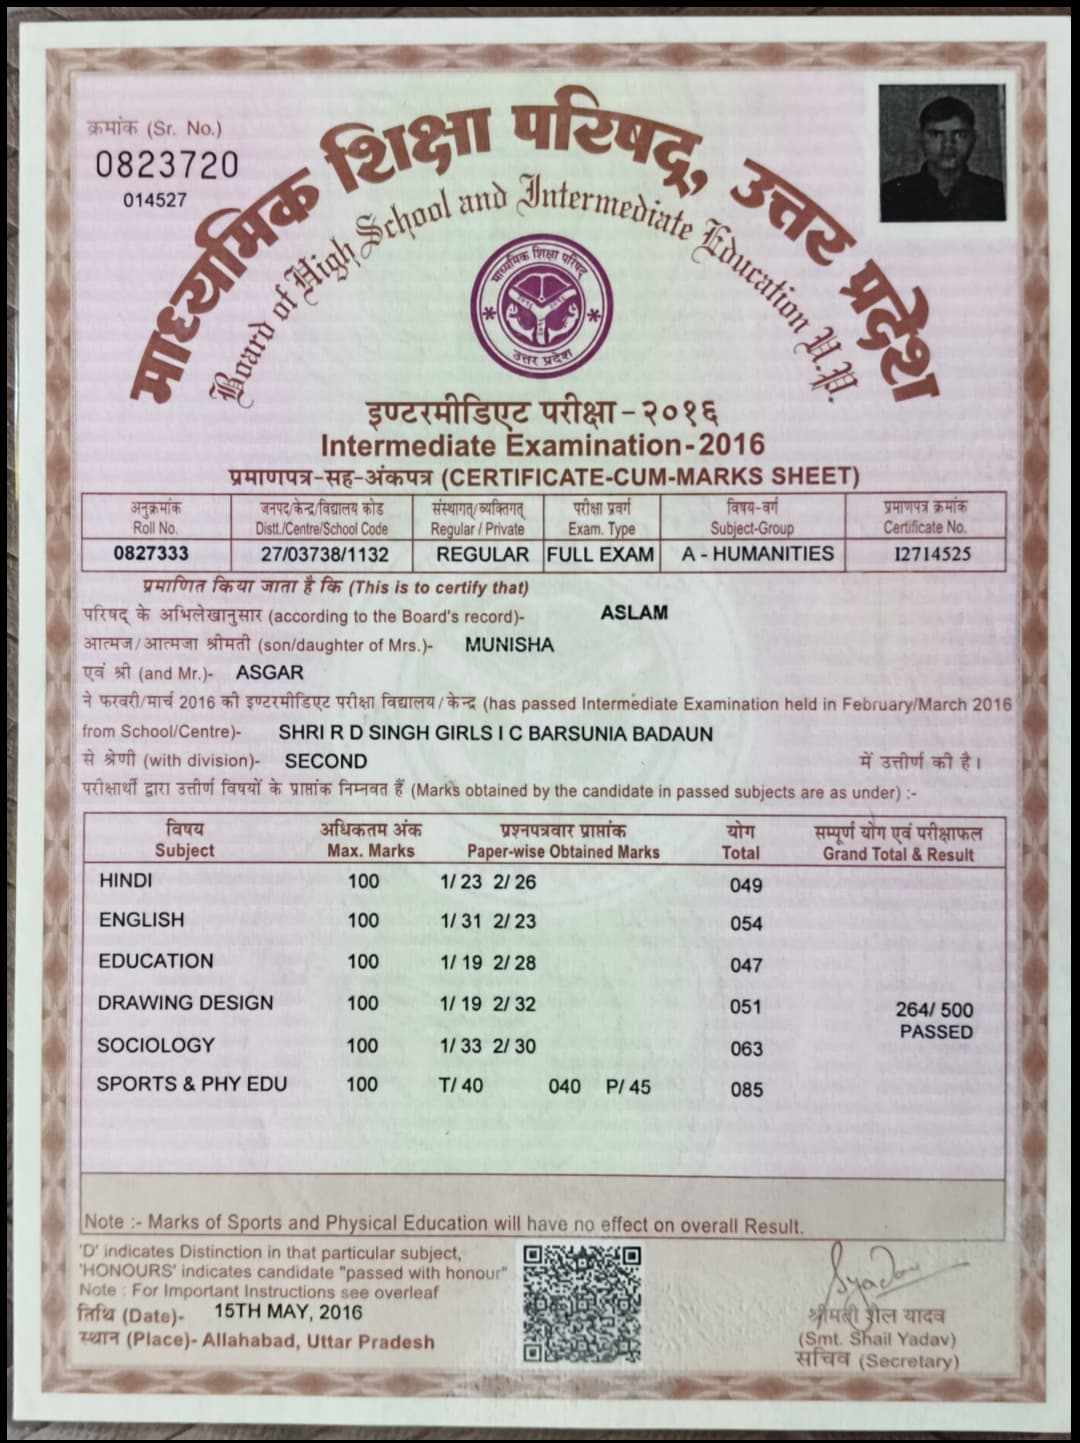 क्रमांक (Sr. No.)
0823720
014527
माध्यमिक शिक्षा परिषद्, उत्तर प्रदेश
Board of High School and Intermediate Education U.P.
माध्यमिक शिक्षा परिषद्
उत्तर प्रदेश
इण्टरमीडिएट परीक्षा - २०१६
Intermediate Examination - 2016
प्रमाणपत्र-सह-अंकपत्र (CERTIFICATE-CUM-MARKS SHEET)
अनुक्रमांक जनपद/केन्द्र/विद्यालय कोड संस्थागत्/व्यक्तिगत् परीक्षा प्रवर्ग विषय-वर्ग प्रमाणपत्र क्रमांक
Roll No. Distt./Centre/School Code Regular / Private Exam. Type Subject-Group Certificate No.
0827333 27/03738/1132 REGULAR FULL EXAM A - HUMANITIES I2714525
प्रमाणित किया जाता है कि (This is to certify that)
परिषद् के अभिलेखानुसार (according to the Board's record)- ASLAM
आत्मज/आत्मजा श्रीमती (son/daughter of Mrs.)- MUNISHA
एवं श्री (and Mr.)- ASGAR
ने फरवरी/मार्च 2016 की इण्टरमीडिएट परीक्षा विद्यालय/केन्द्र (has passed Intermediate Examination held in February/March 2016
from School/Centre)- SHRI R D SINGH GIRLS I C BARSUNIA BADAUN
से श्रेणी (with division)- SECOND में उत्तीर्ण की है।
परीक्षार्थी द्वारा उत्तीर्ण विषयों के प्राप्तांक निम्नवत हैं (Marks obtained by the candidate in passed subjects are as under) :-
विषय अधिकतम अंक प्रश्नपत्रवार प्राप्तांक योग सम्पूर्ण योग एवं परीक्षाफल
Subject Max. Marks Paper-wise Obtained Marks Total Grand Total & Result
HINDI 100 1/ 23 2/ 26 049
ENGLISH 100 1/ 31 2/ 23 054
EDUCATION 100 1/ 19 2/ 28 047
DRAWING DESIGN 100 1/ 19 2/ 32 051 264/ 500
PASSED
SOCIOLOGY 100 1/ 33 2/ 30 063
SPORTS & PHY EDU 100 T/ 40 040 P/ 45 085
Note :- Marks of Sports and Physical Education will have no effect on overall Result.
'D' indicates Distinction in that particular subject,
'HONOURS' indicates candidate "passed with honour"
Note : For Important Instructions see overleaf
तिथि (Date)- 15TH MAY, 2016
स्थान (Place)- Allahabad, Uttar Pradesh
Syadav
श्रीमती शैल यादव
(Smt. Shail Yadav)
सचिव (Secretary)